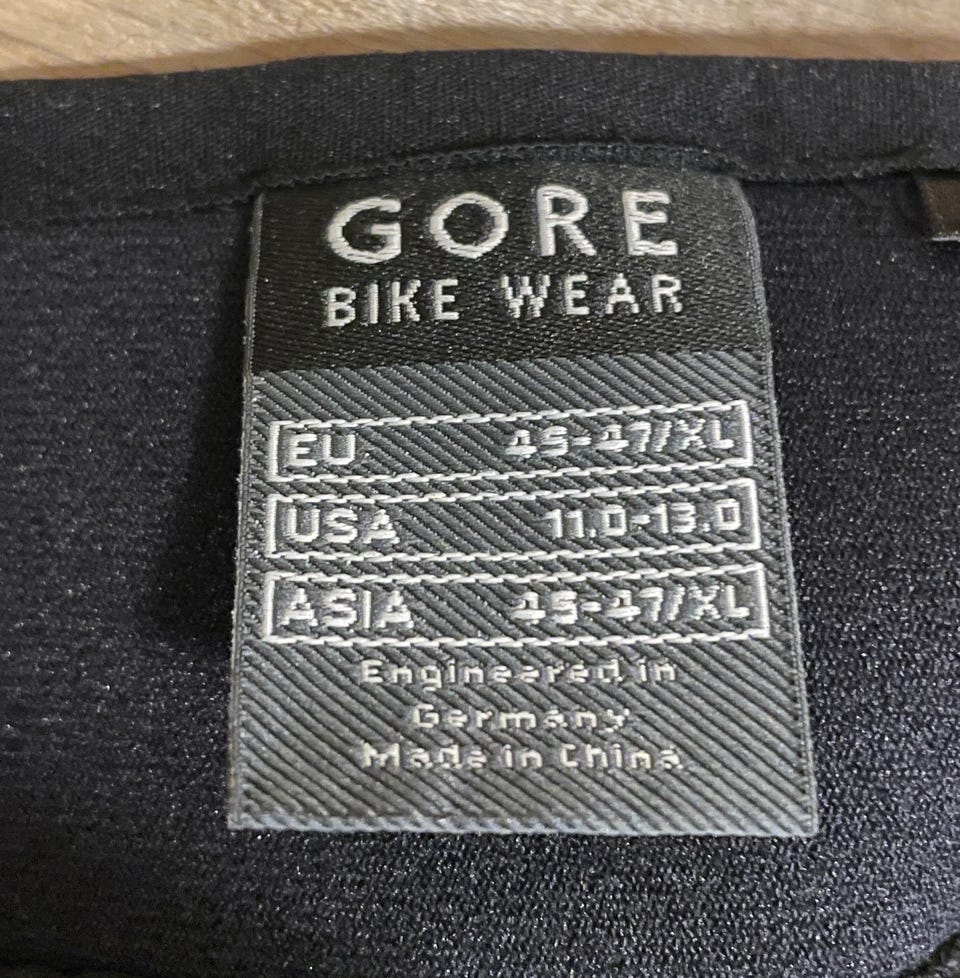 GORE
BIKE WEAR
EU 45-47/XL
USA 11.0-13.0
ASIA 45-47/XL
Engineered in
Germany
Made in China